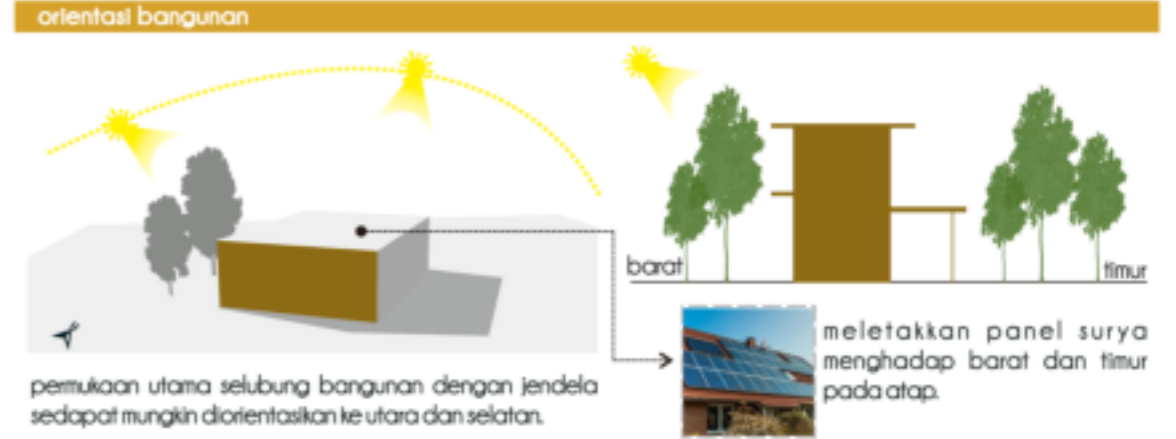 orientasi bangunan
barat
timur
permukaan utama selubung bangunan dengan jendela
sedapat mungkin diorientasikan ke utara dan selatan.
meletakkan panel surya
menghadap barat dan timur
pada atap.